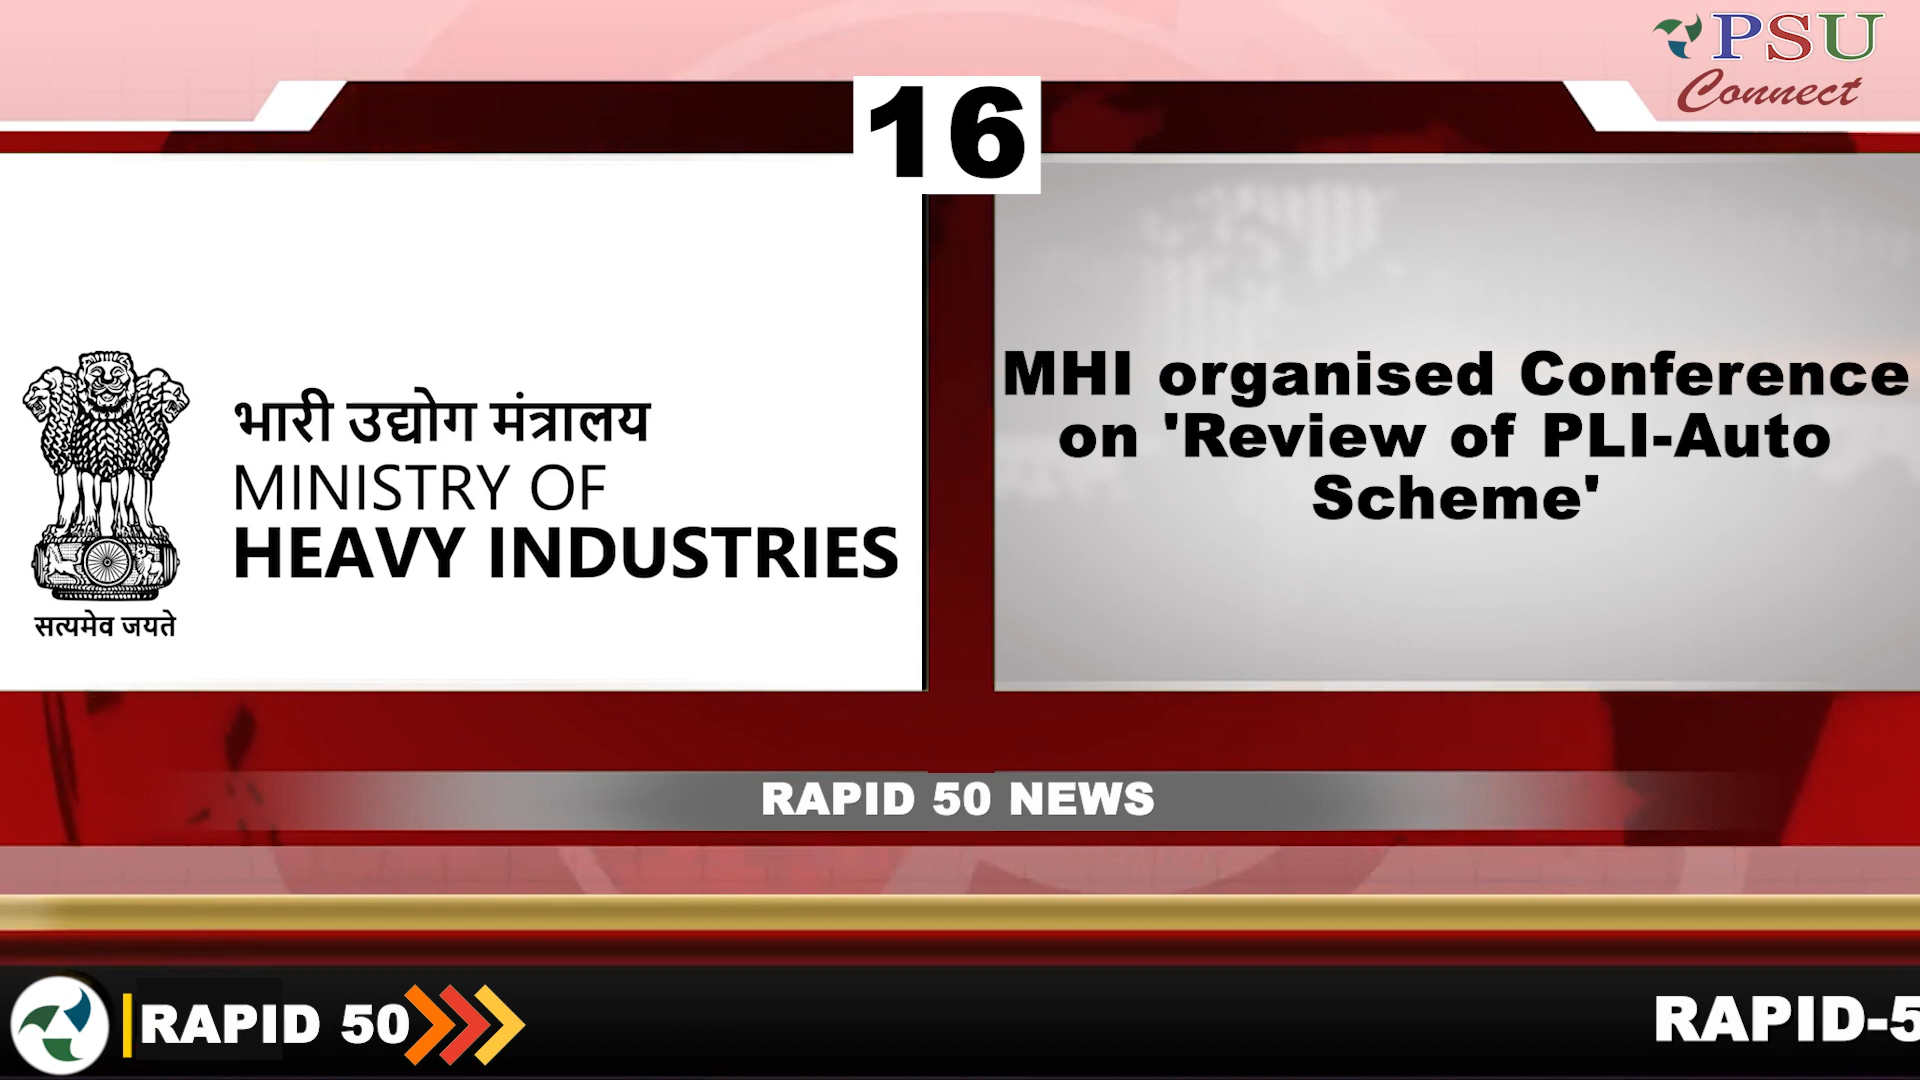 PSU
Connect
16
भारी उद्योग मंत्रालय
MINISTRY OF
HEAVY INDUSTRIES
सत्यमेव जयते
MHI organised Conference
on 'Review of PLI-Auto
Scheme'
RAPID 50 NEWS
RAPID 50
RAPID-5